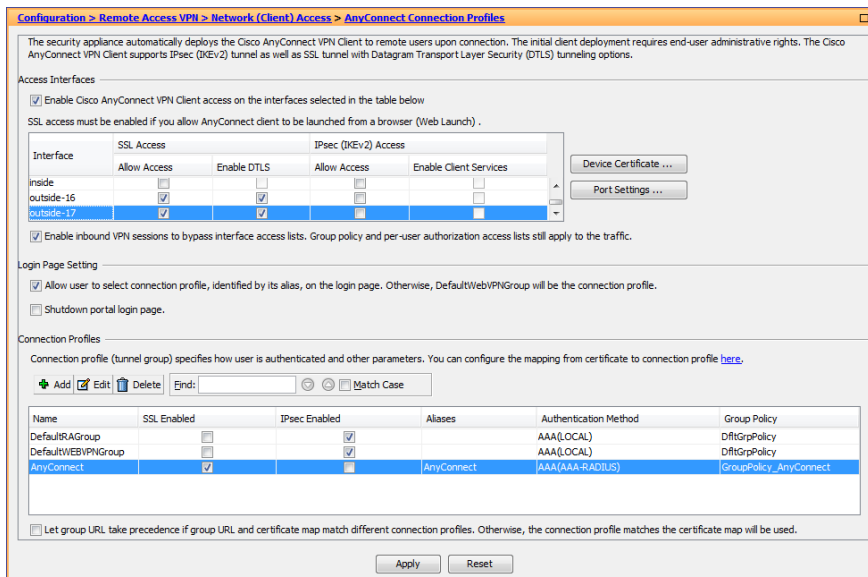 Configuration > Remote Access VPN > Network (Client) Access > AnyConnect Connection Profiles
The security appliance automatically deploys the Cisco AnyConnect VPN Client to remote users upon connection. The initial client deployment requires end-user administrative rights. The Cisco
AnyConnect VPN Client supports IPsec (IKEv2) tunnel as well as SSL tunnel with Datagram Transport Layer Security (DTLS) tunneling options.
Access Interfaces
Enable Cisco AnyConnect VPN Client access on the interfaces selected in the table below
SSL access must be enabled if you allow AnyConnect client to be launched from a browser (Web Launch) .
Interface SSL Access IPsec (IKEv2) Access
Allow Access Enable DTLS Allow Access Enable Client Services
inside
outside-16
outside-17
Device Certificate ...
Port Settings ...
Enable inbound VPN sessions to bypass interface access lists. Group policy and per-user authorization access lists still apply to the traffic.
Login Page Setting
Allow user to select connection profile, identified by its alias, on the login page. Otherwise, DefaultWebVPNGroup will be the connection profile.
Shutdown portal login page.
Connection Profiles
Connection profile (tunnel group) specifies how user is authenticated and other parameters. You can configure the mapping from certificate to connection profile here.
Add Edit Delete Find: Match Case
Name SSL Enabled IPsec Enabled Aliases Authentication Method Group Policy
DefaultRAGroup AAA(LOCAL) DfltGrpPolicy
DefaultWEBVPNGroup AAA(LOCAL) DfltGrpPolicy
AnyConnect AnyConnect AAA(AAA-RADIUS) GroupPolicy_AnyConnect
Let group URL take precedence if group URL and certificate map match different connection profiles. Otherwise, the connection profile matches the certificate map will be used.
Apply Reset